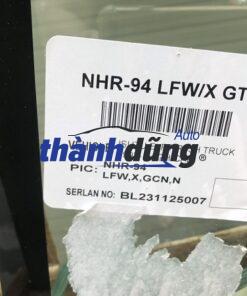 NHR-94 LFW/X GT
Auto
thànhdũng®
TRUCK
NHR-94
PIC: LFW,X,GCN,N
SERLAN NO: BL231125007